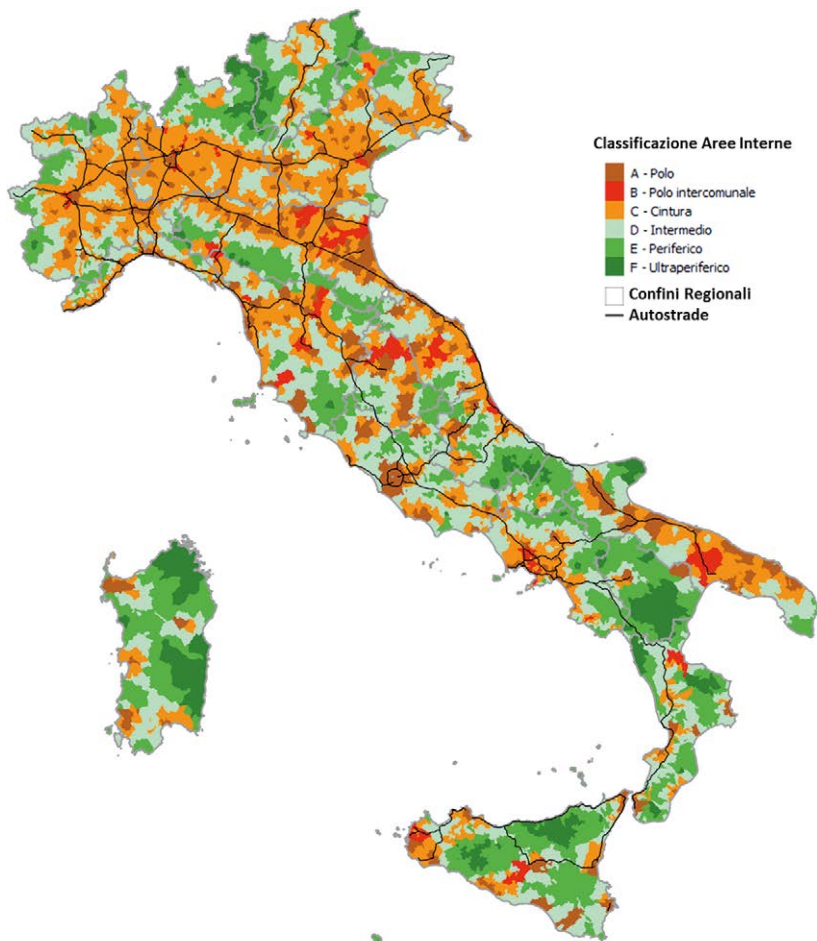 Classificazione Aree Interne
A - Polo
B - Polo intercomunale
C - Cintura
D - Intermedio
E - Periferico
F - Ultraperiferico
Confini Regionali
Autostrade